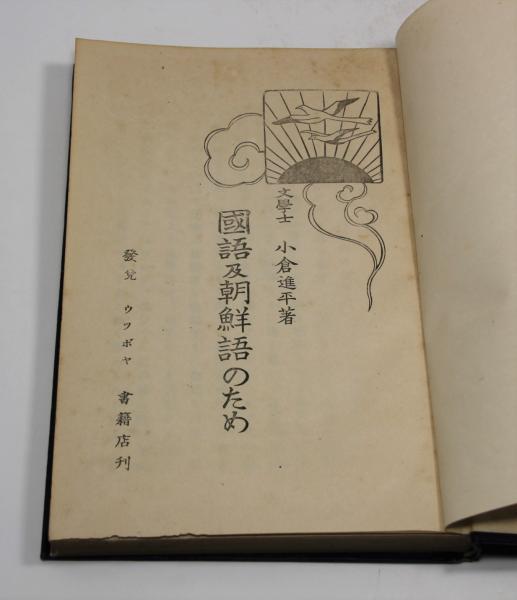 文學士 小倉進平著
國語及朝鮮語のため
發兌 ウツボヤ 書籍店刊